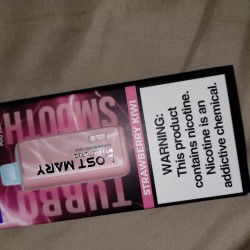 SMOOTH
TURBO
LOST MARY
STRAWBERRY KIWI
WARNING:
This product
contains nicotine.
Nicotine is an
addictive chemical.